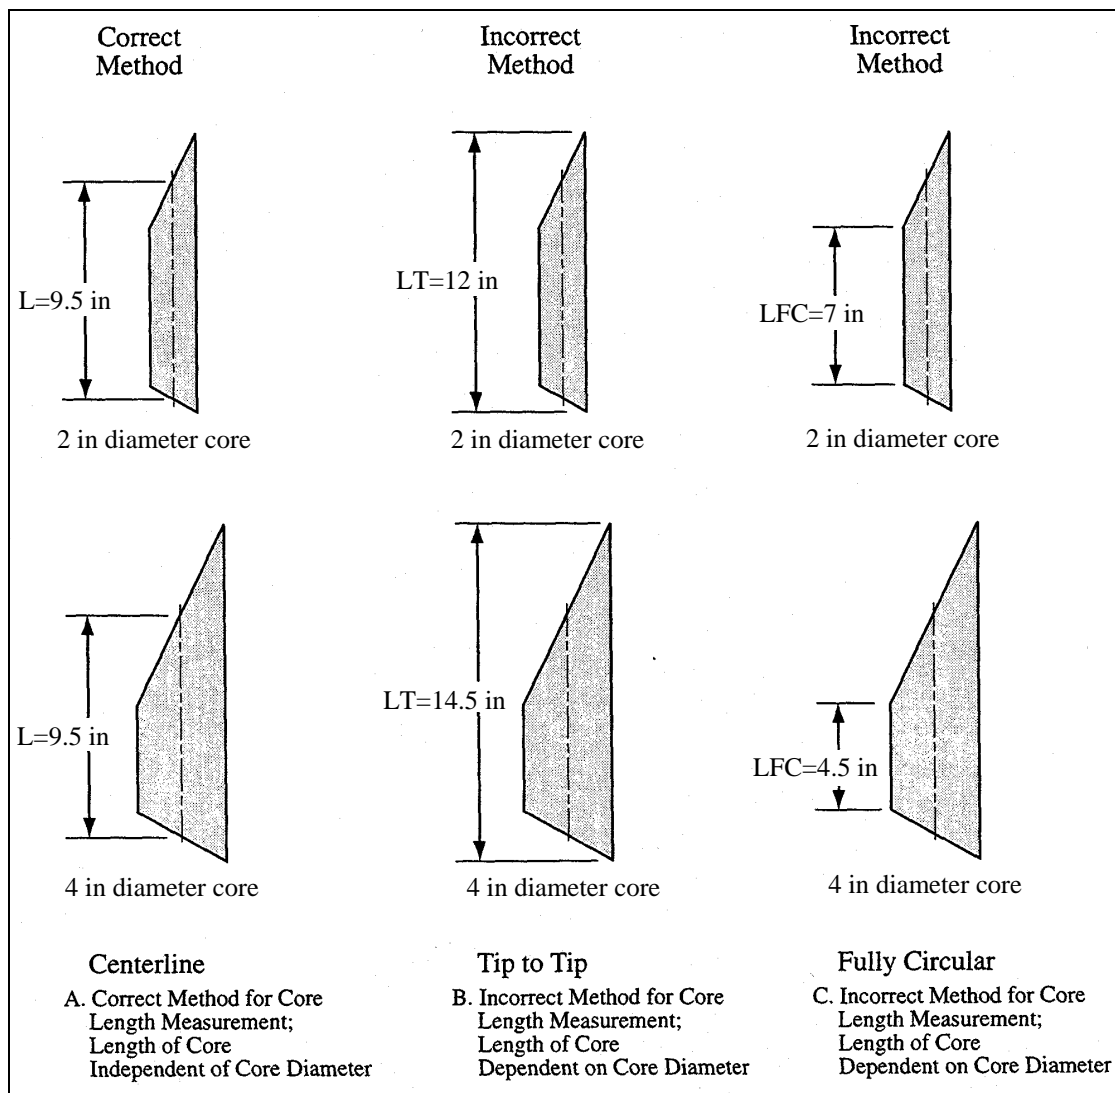 Correct
Method
Incorrect
Method
Incorrect
Method
L=9.5 in
LT=12 in
LFC=7 in
2 in diameter core
2 in diameter core
2 in diameter core
L=9.5 in
LT=14.5 in
LFC=4.5 in
4 in diameter core
4 in diameter core
4 in diameter core
Centerline
A. Correct Method for Core
Length Measurement;
Length of Core
Independent of Core Diameter
Tip to Tip
B. Incorrect Method for Core
Length Measurement;
Length of Core
Dependent on Core Diameter
Fully Circular
C. Incorrect Method for Core
Length Measurement;
Length of Core
Dependent on Core Diameter